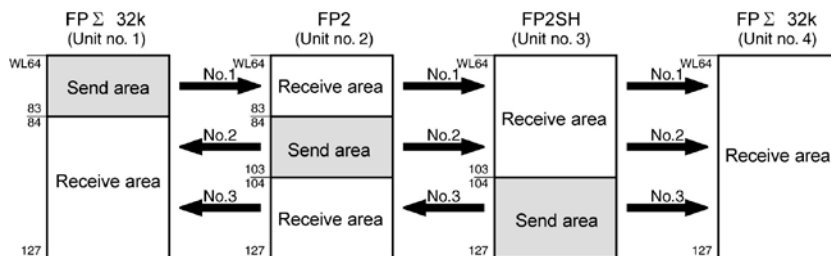 FP Σ 32k
(Unit no. 1)
FP2
(Unit no. 2)
FP2SH
(Unit no. 3)
FP Σ 32k
(Unit no. 4)
WL64
Send area
83
84
Receive area
127
No.1
No.2
No.3
WL64
Receive area
83
84
Send area
103
104
Receive area
127
No.1
No.2
No.3
WL64
Receive area
103
104
Send area
127
No.1
No.2
No.3
WL64
Receive area
127